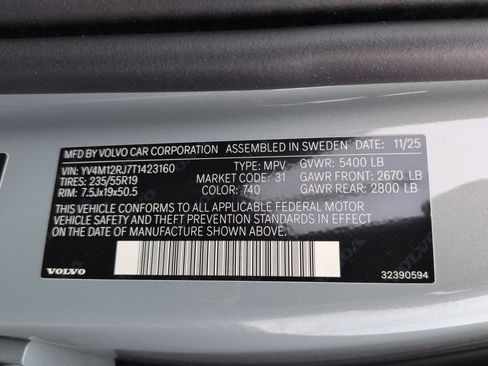 MFD BY VOLVO CAR CORPORATION ASSEMBLED IN SWEDEN DATE: 11/25
VIN: YV4M12RJ7T1423160 TYPE: MPV GVWR: 5400 LB
TIRES: 235/55R19 MARKET CODE: 31 GAWR FRONT: 2670 LB
RIM: 7.5Jx19x50.5 COLOR: 740 GAWR REAR: 2800 LB
THIS VEHICLE CONFORMS TO ALL APPLICABLE FEDERAL MOTOR
VEHICLE SAFETY AND THEFT PREVENTION STANDARDS IN EFFECT
ON THE DATE OF MANUFACTURE SHOWN ABOVE.
VOLVO 32390594